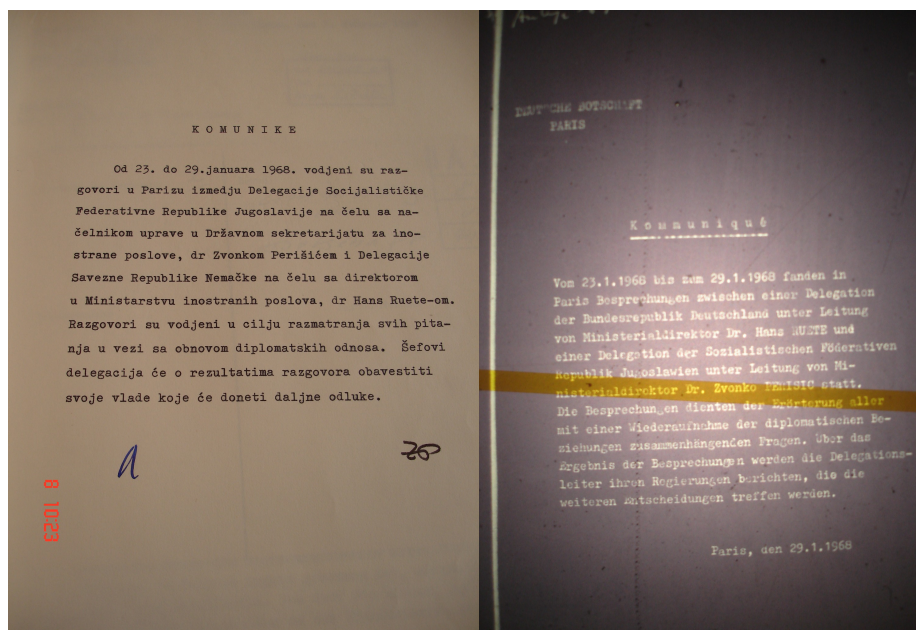 K O M U N I K E
Od 23. do 29.januara 1968. vodjeni su raz-
govori u Parizu izmedju Delegacije Socijalističke
Federativne Republike Jugoslavije na čelu sa na-
čelnikom uprave u Državnom sekretarijatu za ino-
strane poslove, dr Zvonkom Perišićem i Delegacije
Savezne Republike Nemačke na čelu sa direktorom
u Ministarstvu inostranih poslova, dr Hans Ruete-om.
Razgovori su vodjeni u cilju razmatranja svih pita-
nja u vezi sa obnovom diplomatskih odnosa. Šefovi
delegacija će o rezultatima razgovora obavestiti
svoje vlade koje će doneti daljne odluke.
8 10:23
DEUTSCHE BOTSCHAFT
PARIS
K o m m u n i q u é
Vom 23.1.1968 bis zum 29.1.1968 fanden in
Paris Besprechungen zwischen einer Delegation
der Bundesrepublik Deutschland unter Leitung
von Ministerialdirektor Dr. Hans RUETE und
einer Delegation der Sozialistischen Föderativen
Republik Jugoslawien unter Leitung von Mi-
nisterialdirektor Dr. Zvonko PERISIC statt.
Die Besprechungen dienten der Erörterung aller
mit einer Wiederaufnahme der diplomatischen Be-
ziehungen zusammenhängenden Fragen. Über das
Ergebnis der Besprechungen werden die Delegations-
leiter ihren Regierungen berichten, die die
weiteren Entscheidungen treffen werden.
Paris, den 29.1.1968